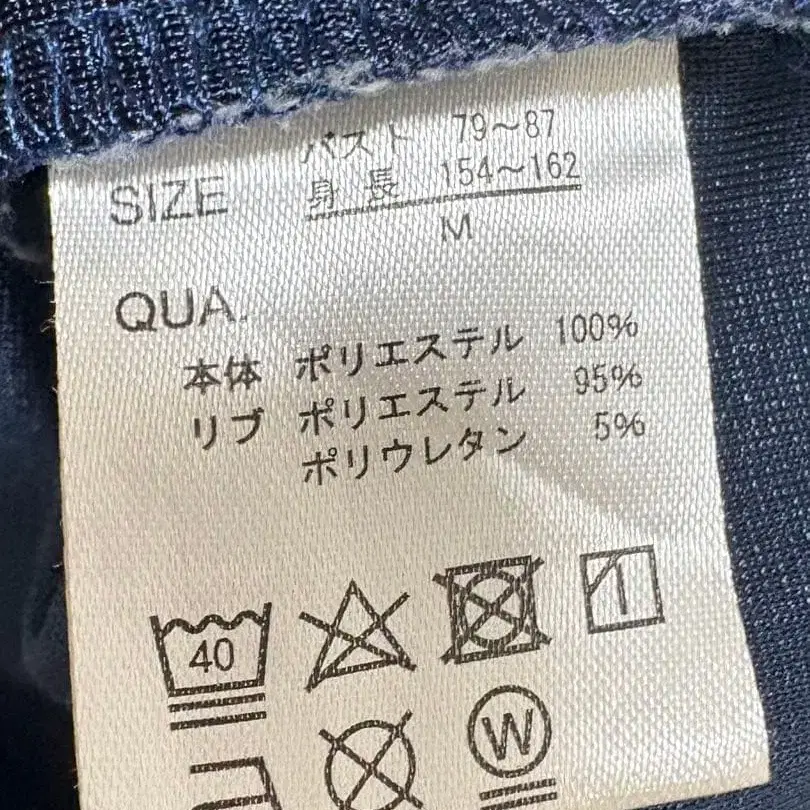 バスト 79～87
SIZE 身長 154～162
M
QUA.
本体 ポリエステル 100%
リブ ポリエステル 95%
ポリウレタン 5%
40
W